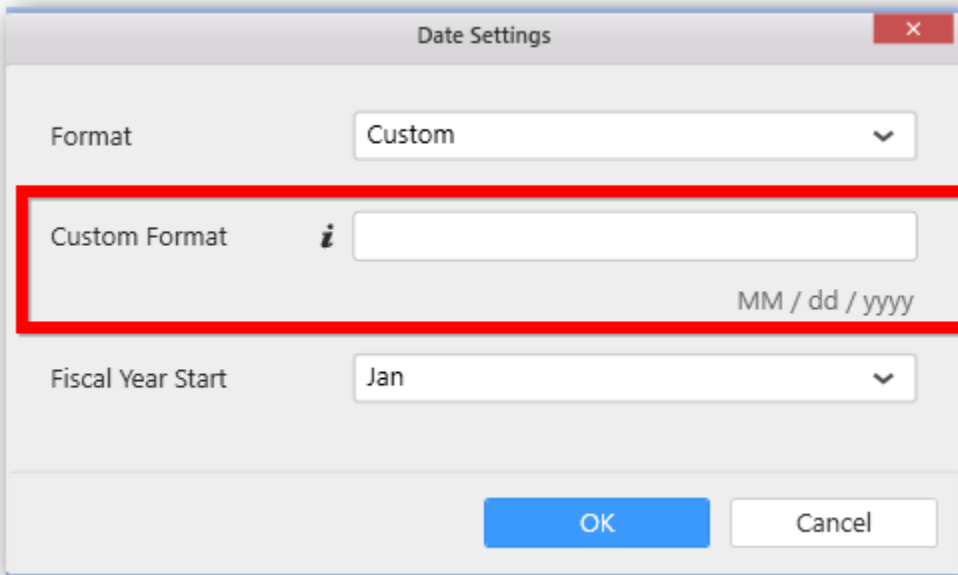 Date Settings
Format Custom
Custom Format i
MM / dd / yyyy
Fiscal Year Start Jan
OK Cancel